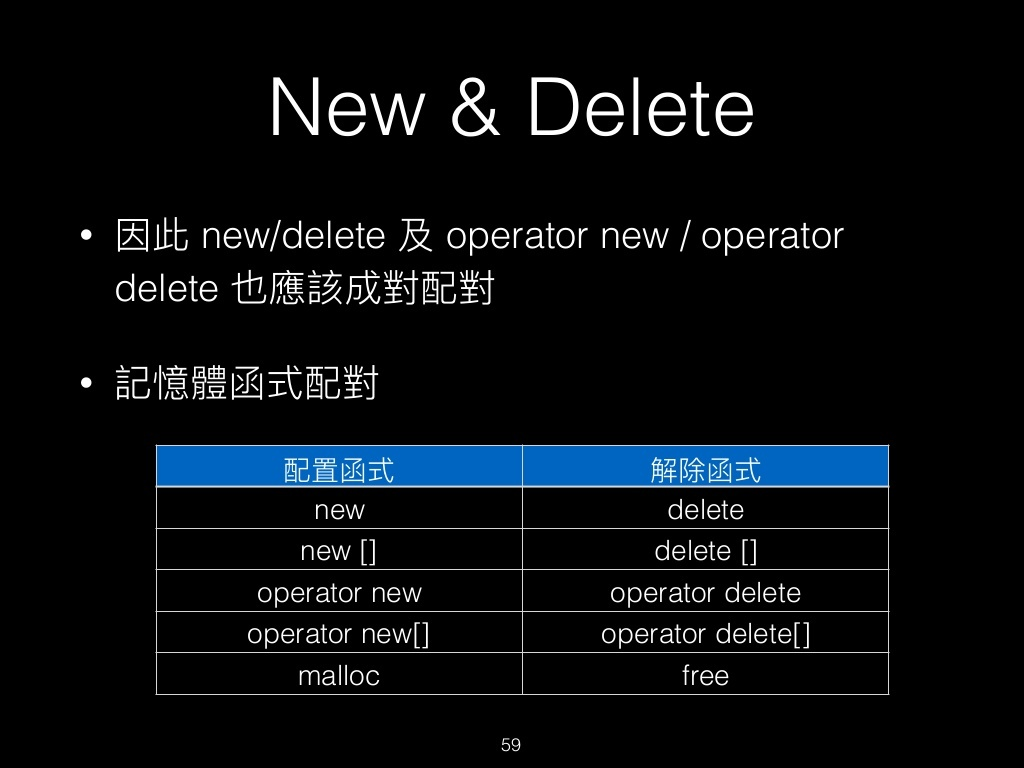 New & Delete
• 因此 new/delete 及 operator new / operator
delete 也應該成對配對
• 記憶體函式配對
配置函式 解除函式
new delete
new [] delete []
operator new operator delete
operator new[] operator delete[]
malloc free
59